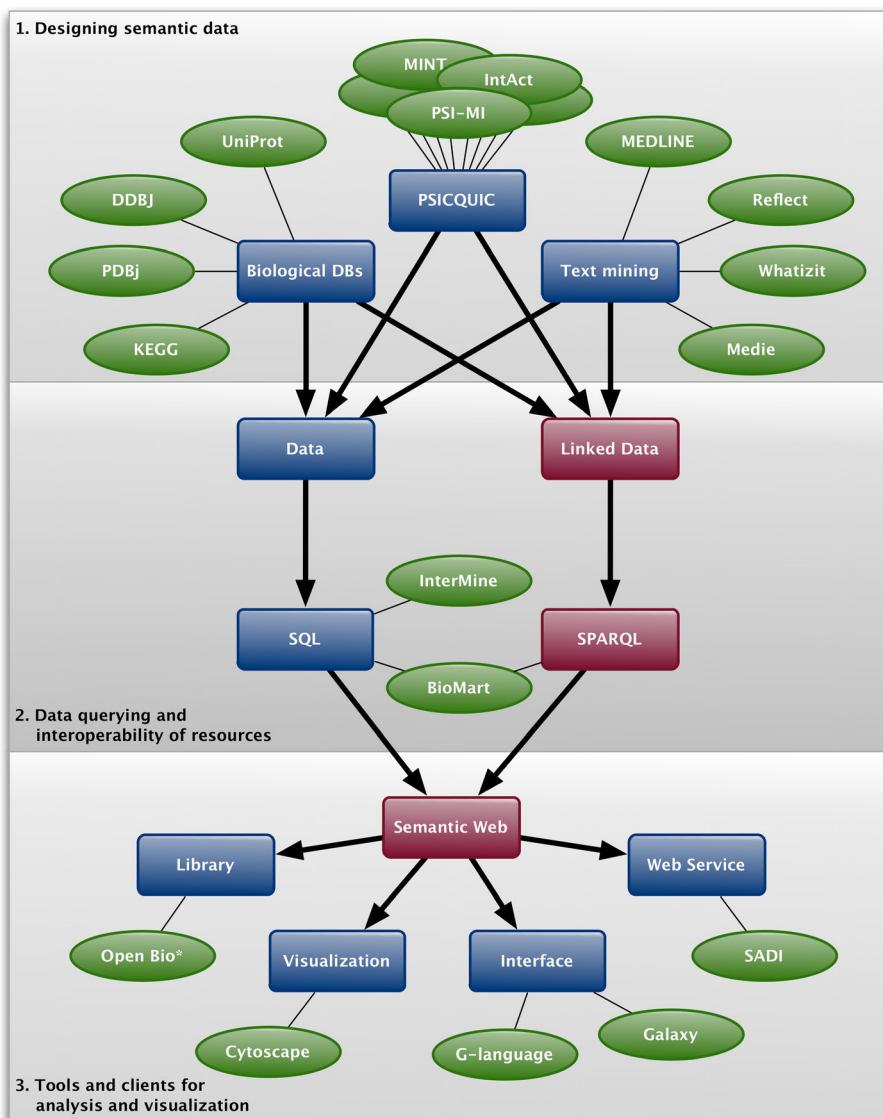 1. Designing semantic data
MINT
IntAct
PSI-MI
UniProt
MEDLINE
DDBJ
PSICQUIC
Reflect
PDBj
Biological DBs
Text mining
Whatizit
KEGG
Medie
Data
Linked Data
InterMine
SQL
SPARQL
BioMart
2. Data querying and
interoperability of resources
Semantic Web
Library
Web Service
Open Bio*
Visualization
Interface
SADI
Cytoscape
G-language
Galaxy
3. Tools and clients for
analysis and visualization